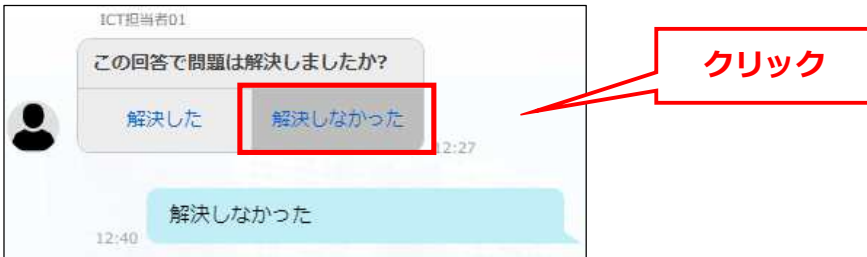 ICT担当者01
この回答で問題は解決しましたか?
クリック
解決した
解決しなかった
12:27
解決しなかった
12:40